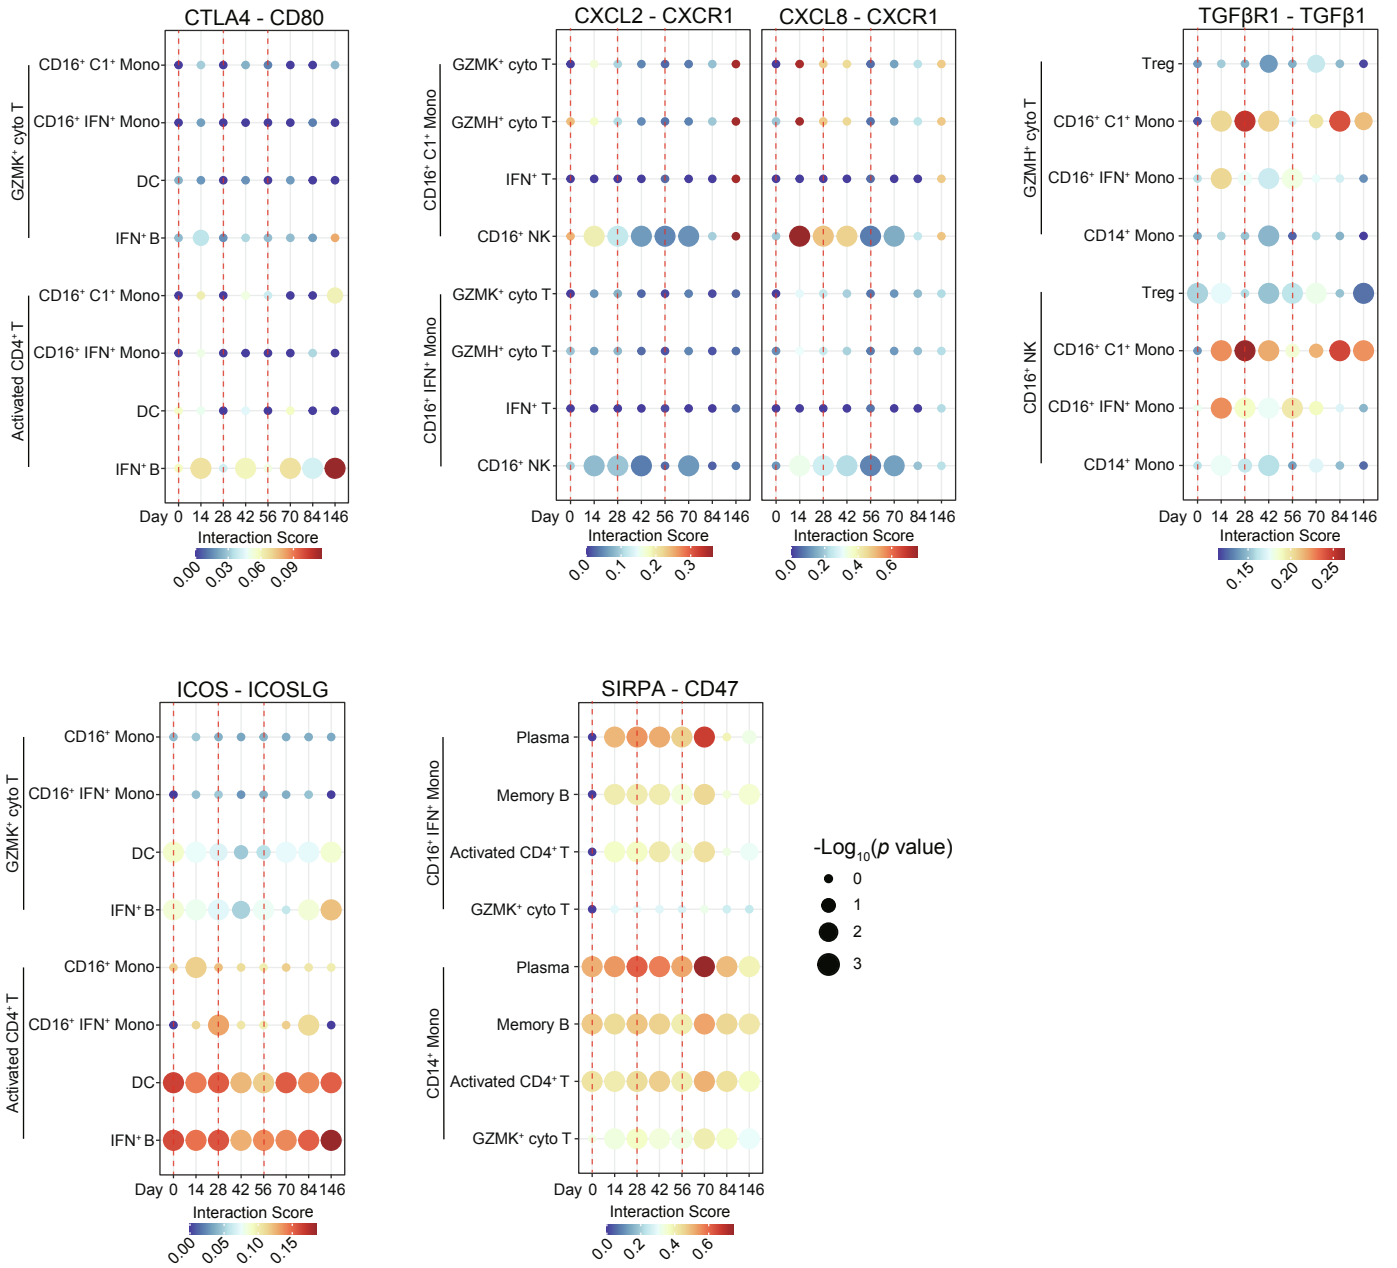 CTLA4 - CD80
GZMK⁺ cyto T
CD16⁺ C1⁺ Mono
CD16⁺ IFN⁺ Mono
DC
IFN⁺ B
Activated CD4⁺ T
CD16⁺ C1⁺ Mono
CD16⁺ IFN⁺ Mono
DC
IFN⁺ B
Day 0 14 28 42 56 70 84 146
Interaction Score
0.00 0.03 0.06 0.09
CXCL2 - CXCR1
CXCL8 - CXCR1
CD16⁺ C1⁺ Mono
GZMK⁺ cyto T
GZMH⁺ cyto T
IFN⁺ T
CD16⁺ NK
CD16⁺ IFN⁺ Mono
GZMK⁺ cyto T
GZMH⁺ cyto T
IFN⁺ T
CD16⁺ NK
Day 0 14 28 42 56 70 84 146
0 14 28 42 56 70 84 146
Interaction Score
0.0 0.1 0.2 0.3
Interaction Score
0.0 0.2 0.4 0.6
TGFβR1 - TGFβ1
GZMH⁺ cyto T
Treg
CD16⁺ C1⁺ Mono
CD16⁺ IFN⁺ Mono
CD14⁺ Mono
CD16⁺ NK
Treg
CD16⁺ C1⁺ Mono
CD16⁺ IFN⁺ Mono
CD14⁺ Mono
Day 0 14 28 42 56 70 84 146
Interaction Score
0.15 0.20 0.25
ICOS - ICOSLG
GZMK⁺ cyto T
CD16⁺ Mono
CD16⁺ IFN⁺ Mono
DC
IFN⁺ B
Activated CD4⁺ T
CD16⁺ Mono
CD16⁺ IFN⁺ Mono
DC
IFN⁺ B
Day 0 14 28 42 56 70 84 146
Interaction Score
0.00 0.05 0.10 0.15
SIRPA - CD47
CD16⁺ IFN⁺ Mono
Plasma
Memory B
Activated CD4⁺ T
GZMK⁺ cyto T
CD14⁺ Mono
Plasma
Memory B
Activated CD4⁺ T
GZMK⁺ cyto T
Day 0 14 28 42 56 70 84 146
Interaction Score
0.0 0.2 0.4 0.6
-Log₁₀(p value)
0
1
2
3